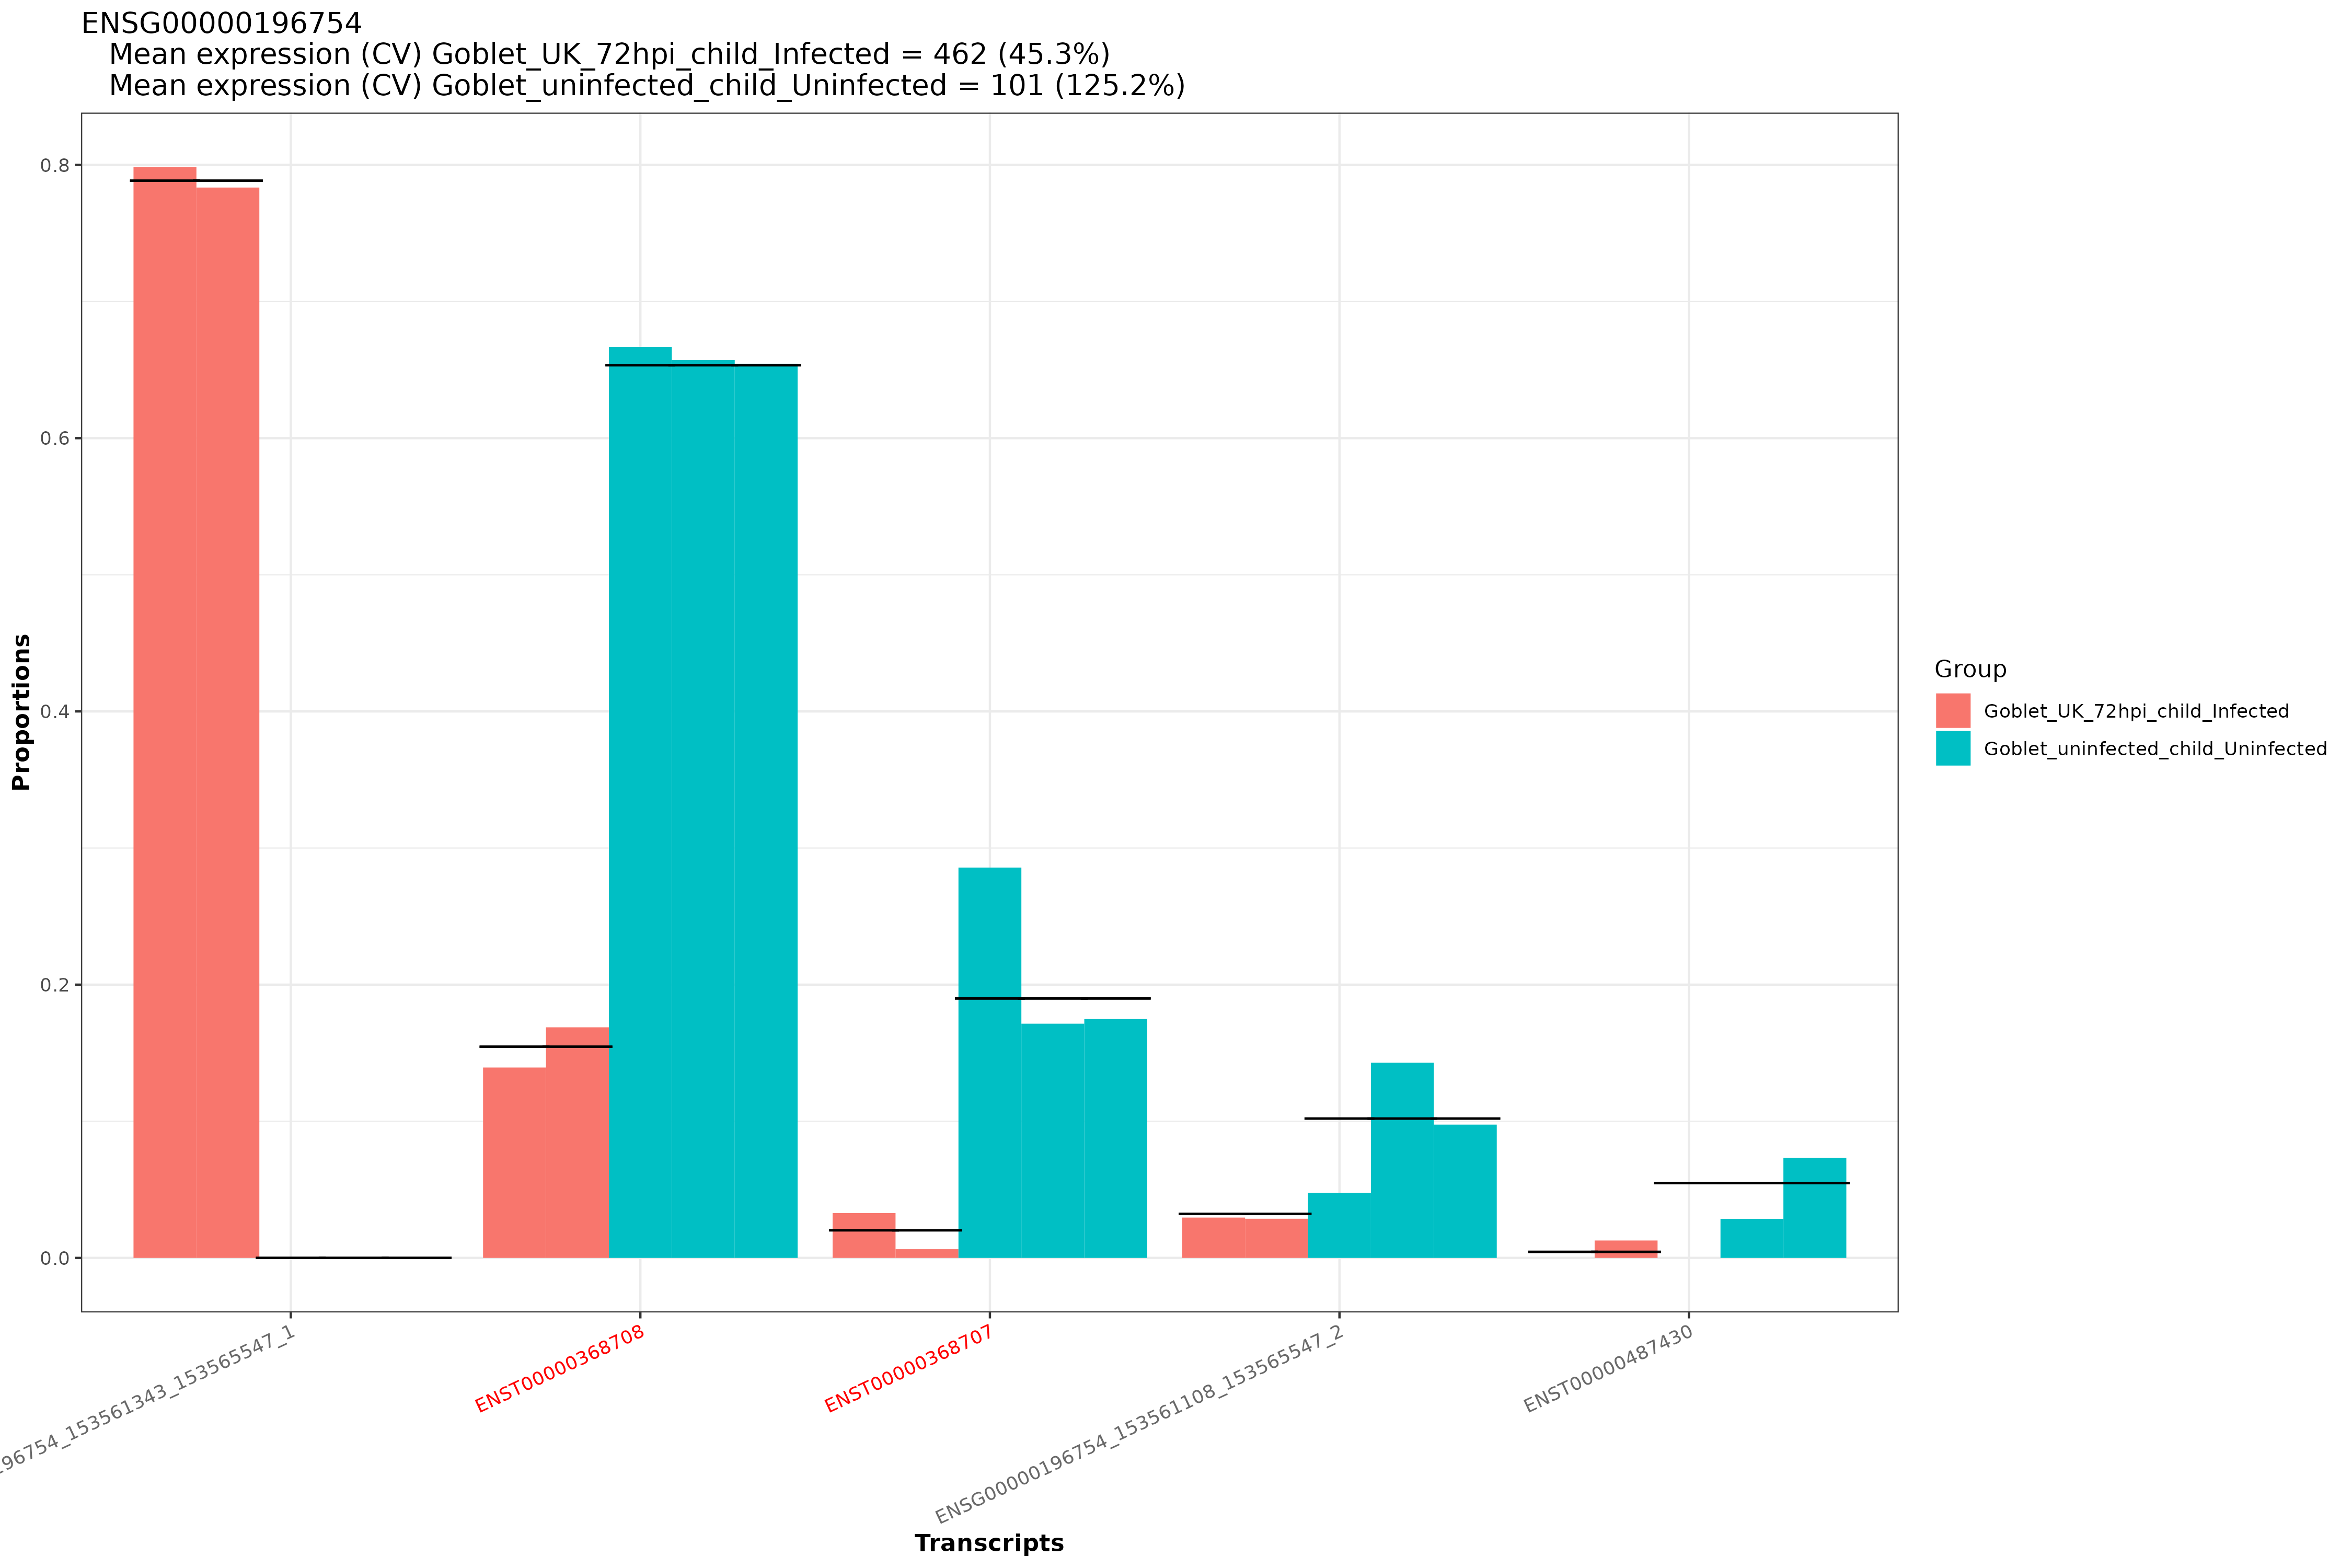 ENSG00000196754
Mean expression (CV) Goblet_UK_72hpi_child_Infected = 462 (45.3%)
Mean expression (CV) Goblet_uninfected_child_Uninfected = 101 (125.2%)
0.8
0.6
0.4
0.2
0.0
Proportions
96754_153561343_153565547_1
ENST00000368708
ENST00000368707
ENSG00000196754_153561108_153565547_2
ENST00000487430
Transcripts
Group
Goblet_UK_72hpi_child_Infected
Goblet_uninfected_child_Uninfected